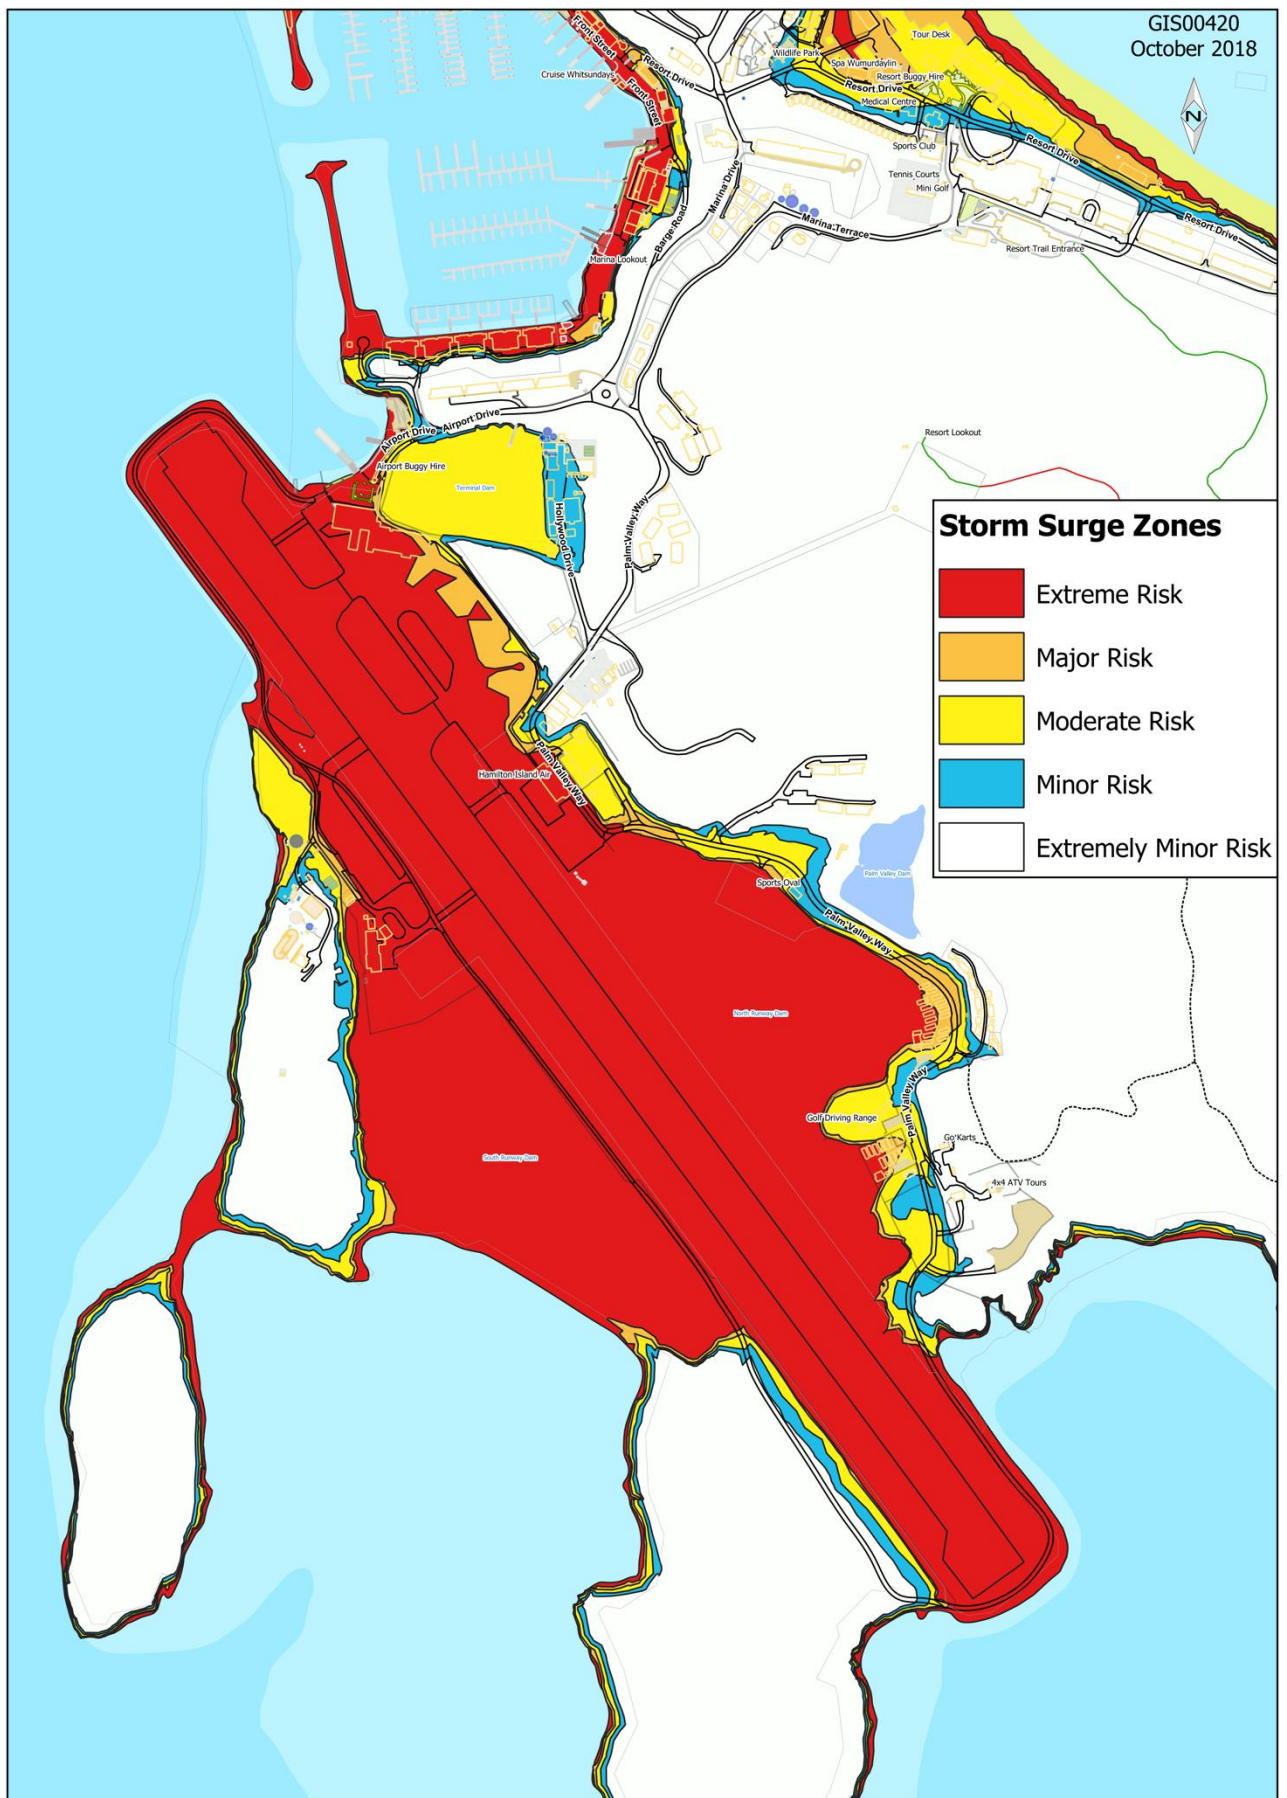 GIS00420
October 2018
N
Tour Desk
Front Street
Wildlife Park
Spa Wumurdaylin
Cruise Whitsundays
Resort Drive
Resort Buggy Hire
Resort Drive
Front Street
Medical Centre
Resort Drive
Sports Club
Tennis Courts
Mini Golf
Marina Drive
Resort Drive
Barge Road
Marina Terrace
Resort Trail Entrance
Marina Lookout
Airport Drive
Airport Drive
Resort Lookout
Airport Buggy Hire
Terminal Dam
Hollywood Drive
Palm Valley Way
Storm Surge Zones
Extreme Risk
Major Risk
Moderate Risk
Minor Risk
Extremely Minor Risk
Hamilton Island Air
Palm Valley Way
Sports Oval
Palm Valley Dam
Palm Valley Way
North Runway Dam
Palm Valley Way
Golf Driving Range
Go Karts
South Runway Dam
4x4 ATV Tours